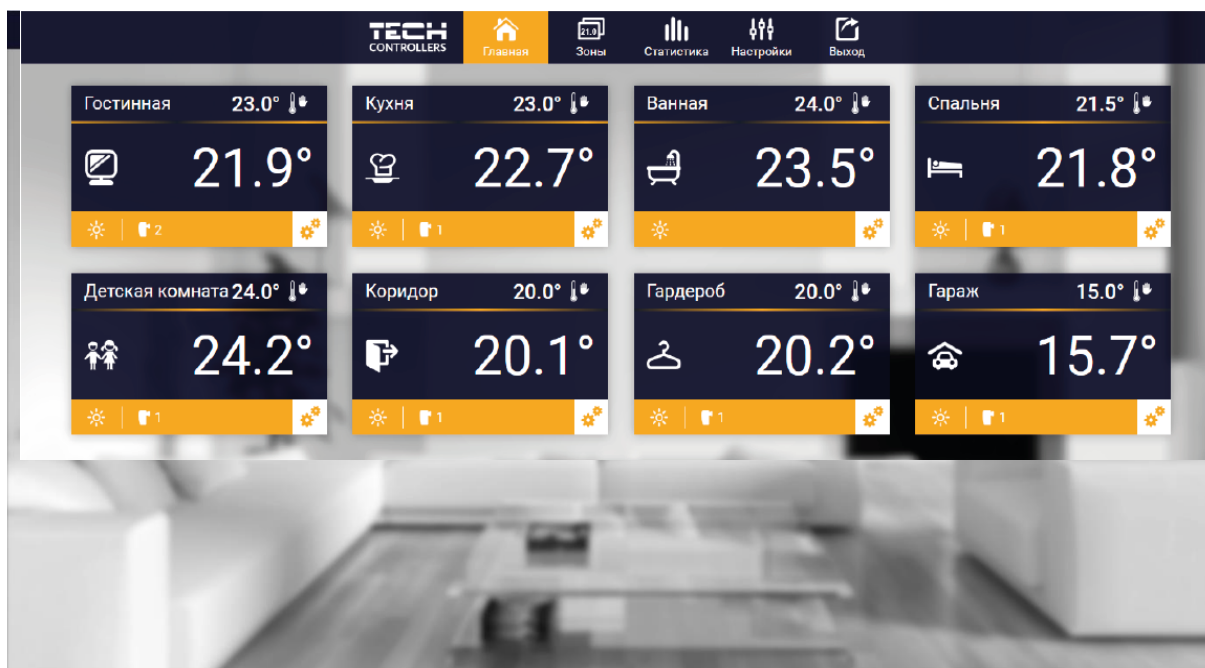 TECH
CONTROLLERS
Главная
21.0
Зоны
Статистика
Настройки
Выход
Гостинная 23.0°
21.9°
2
Кухня 23.0°
22.7°
1
Ванная 24.0°
23.5°
Спальня 21.5°
21.8°
1
Детская комната 24.0°
24.2°
1
Коридор 20.0°
20.1°
1
Гардероб 20.0°
20.2°
1
Гараж 15.0°
15.7°
1